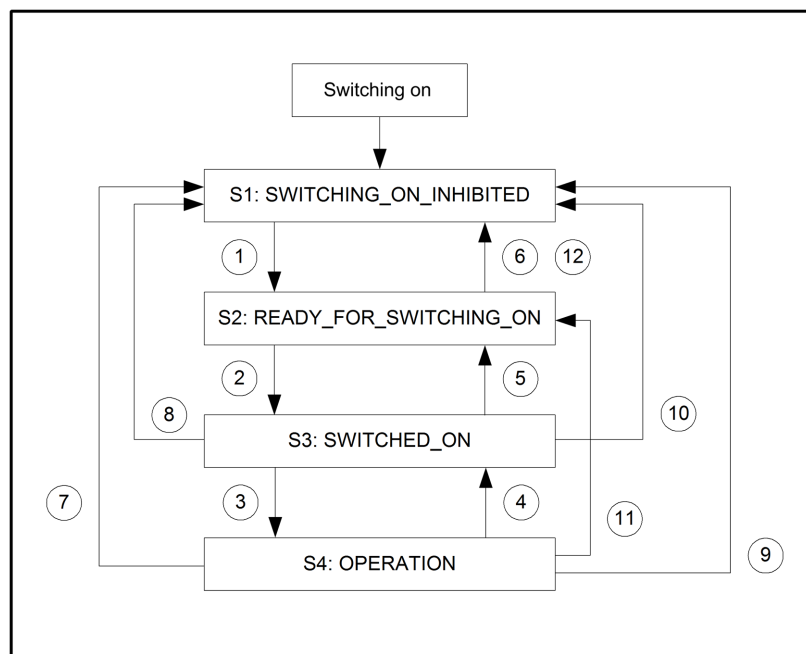 Switching on
S1: SWITCHING_ON_INHIBITED
1
6
12
S2: READY_FOR_SWITCHING_ON
2
5
8
10
S3: SWITCHED_ON
3
4
7
11
9
S4: OPERATION